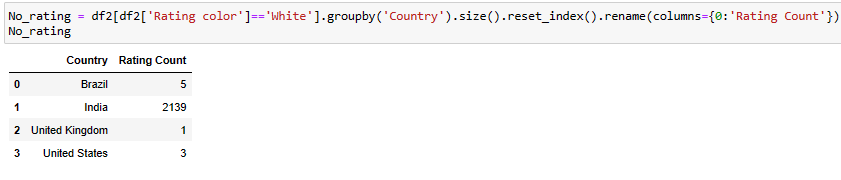 No_rating = df2[df2['Rating color']=='White'].groupby('Country').size().reset_index().rename(columns={0:'Rating Count'})
No_rating
Country Rating Count
0 Brazil 5
1 India 2139
2 United Kingdom 1
3 United States 3